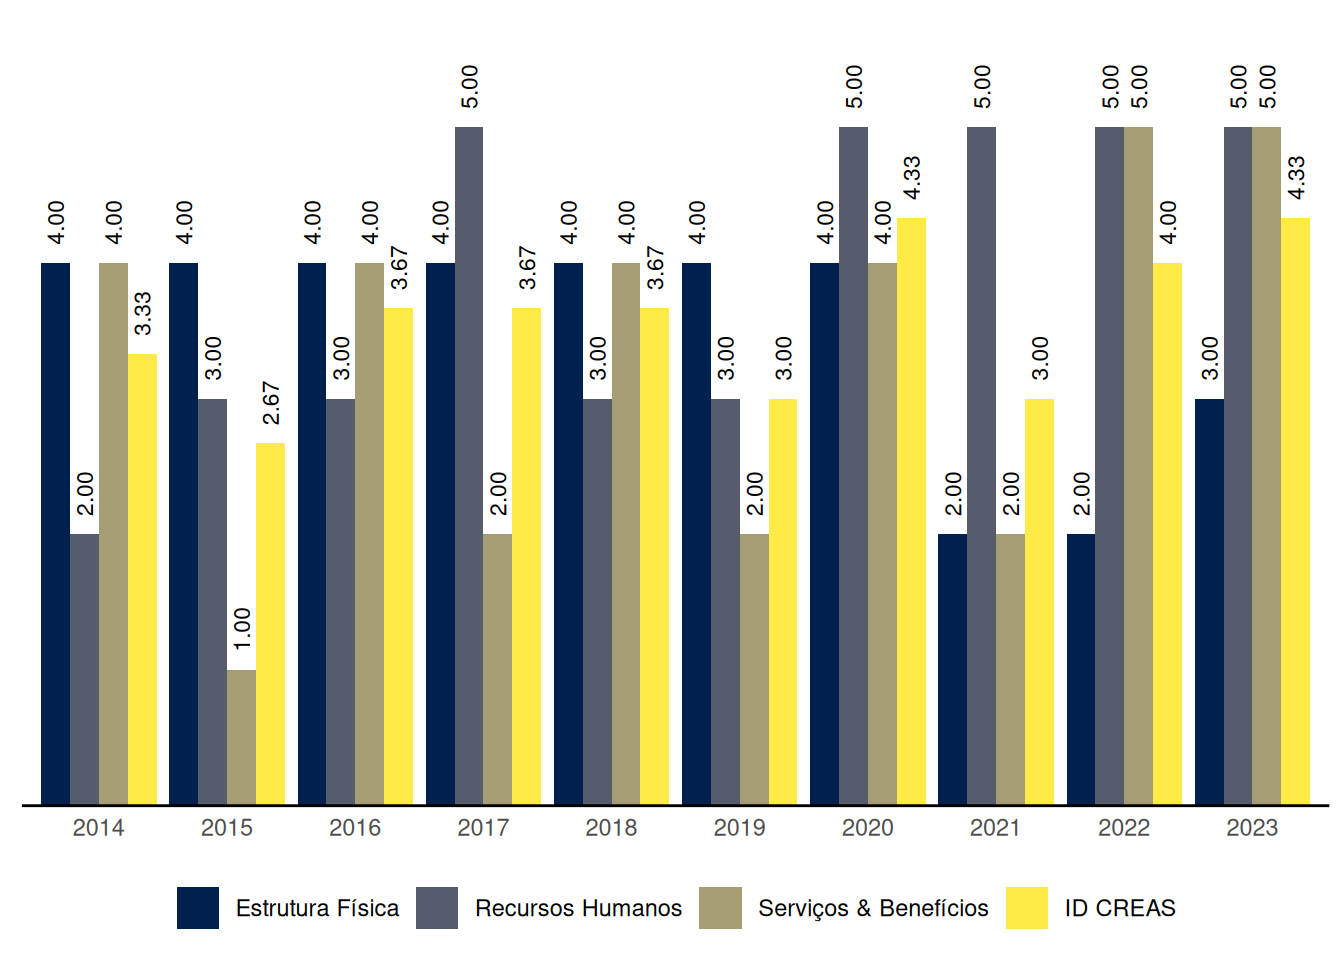 5.00 5.00 5.00 5.00 5.00 5.00 5.00
4.33 4.33
4.00 4.00 4.00 4.00 4.00 4.00 4.00 4.00 4.00 4.00 4.00
3.67 3.67 3.67
3.33
3.00 3.00 3.00 3.00 3.00 3.00 3.00
2.67
2.00 2.00 2.00 2.00 2.00 2.00
1.00
2014 2015 2016 2017 2018 2019 2020 2021 2022 2023
Estrutura Física Recursos Humanos Serviços & Benefícios ID CREAS